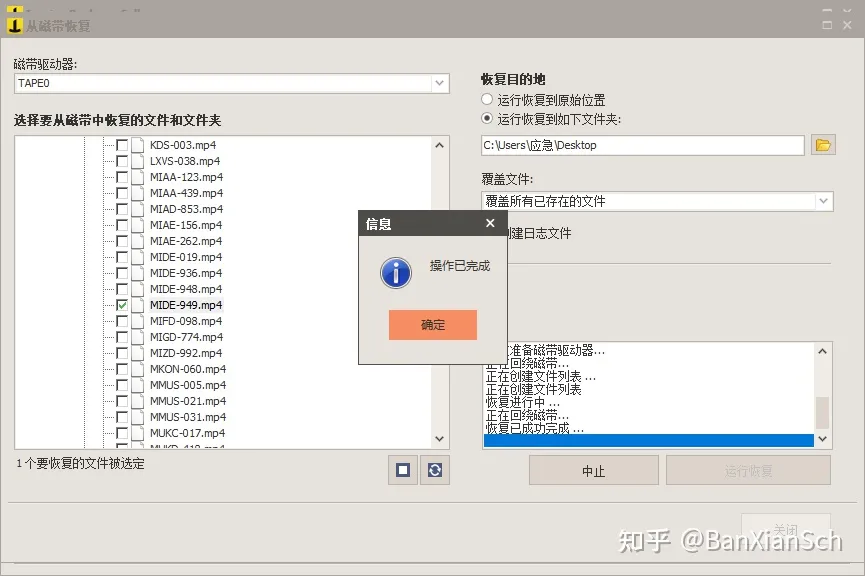 从磁带恢复
磁带驱动器:
TAPE0
选择要从磁带中恢复的文件和文件夹
KDS-003.mp4
LXVS-038.mp4
MIAA-123.mp4
MIAA-439.mp4
MIAD-853.mp4
MIAE-156.mp4
MIAE-262.mp4
MIDE-019.mp4
MIDE-936.mp4
MIDE-948.mp4
MIDE-949.mp4
MIFD-098.mp4
MIGD-774.mp4
MIZD-992.mp4
MKON-060.mp4
MMUS-005.mp4
MMUS-021.mp4
MMUS-031.mp4
MUKC-017.mp4
1个要恢复的文件被选定
恢复目的地
运行恢复到原始位置
运行恢复到如下文件夹:
C:\Users\应急\Desktop
覆盖文件:
覆盖所有已存在的文件
建日志文件
信息
操作已完成
确定
准备磁带驱动器...
正在回绕磁带...
正在创建文件列表 ...
正在创建文件列表
恢复进行中 ...
正在回绕磁带...
恢复已成功完成 ...
中止
运行恢复
关闭
知乎 @BanXianSch